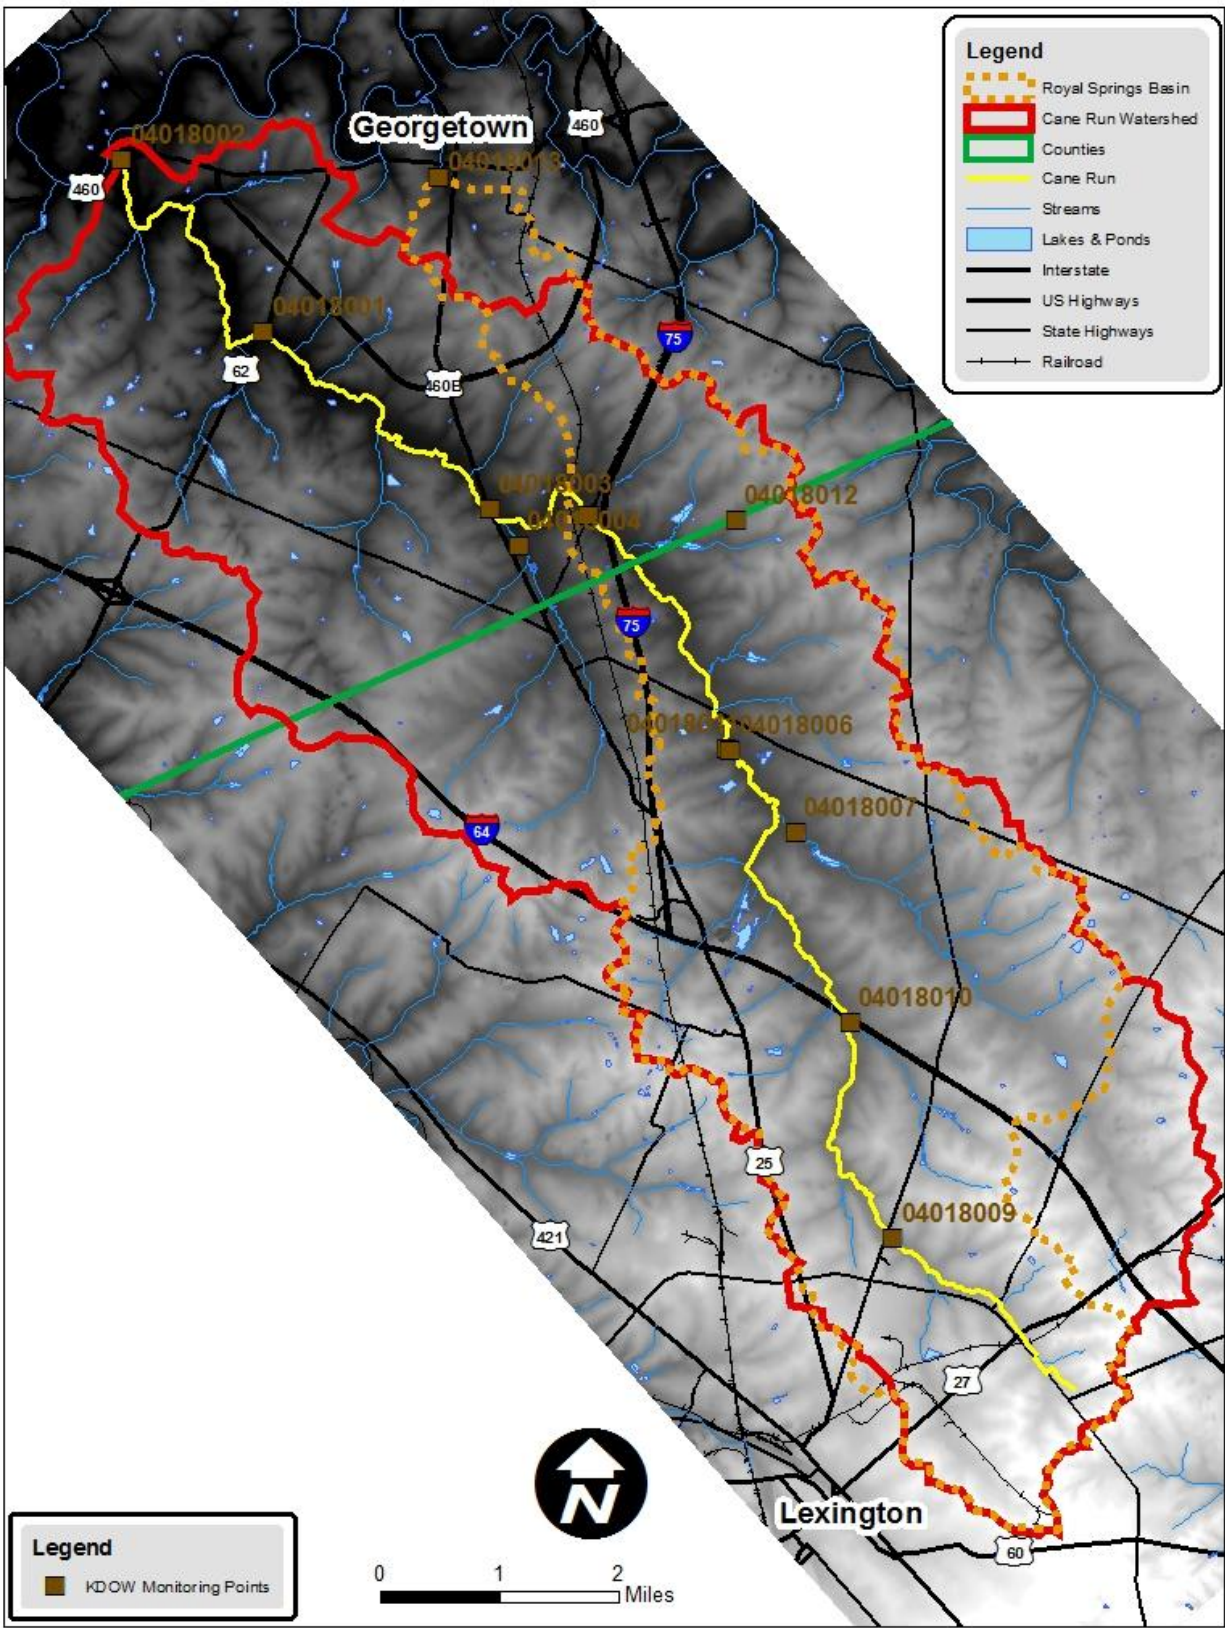 Legend
Royal Springs Basin
Cane Run Watershed
Counties
Cane Run
Streams
Lakes & Ponds
Interstate
US Highways
State Highways
Railroad
Georgetown
460
04018002
04018013
460
04018001
75
62
460B
04018003
04018012
75
04018006
04018007
64
04018010
25
04018009
421
27
Lexington
60
N
Legend
KDOW Monitoring Points
0 1 2
Miles